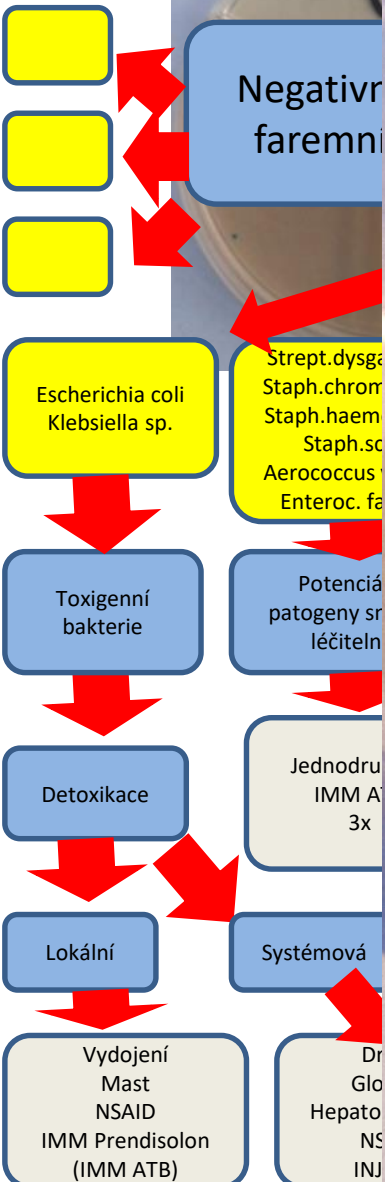 Negativn
faremní
Escherichia coli
Klebsiella sp.
Strept.dysga
Staph.chrom
Staph.haem
Staph.sc
Aerococcus
Enteroc. fa
Toxigenní
bakterie
Potenciá
patogeny sn
léčiteln
Detoxikace
Jednodru
IMM AT
3x
Lokální
Systémová
Vydojení
Mast
NSAID
IMM Prendisolon
(IMM ATB)
Dr
Glo
Hepato
NS
INJ